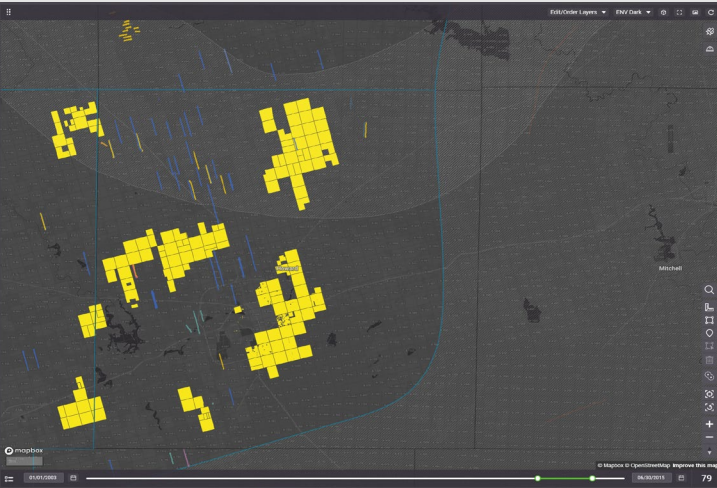 Edit/Order Layers ENV Dark
Mitchell
mapbox
© Mapbox © OpenStreetMap Improve this map
01/01/2003 06/30/2015 79